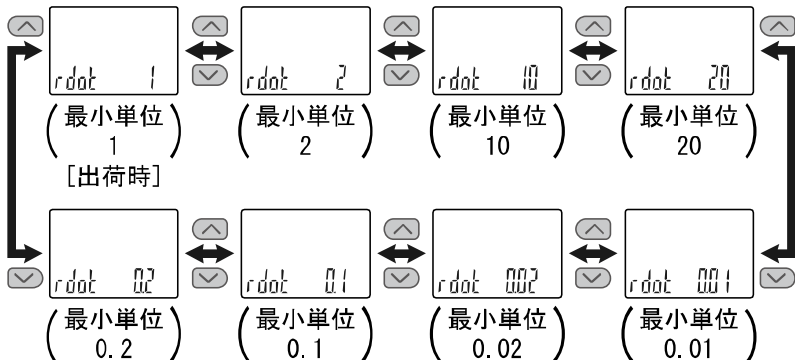 rdot 1
rdot 2
rdot 10
rdot 20
(最小単位 1)
[出荷時]
(最小単位 2)
(最小単位 10)
(最小単位 20)
rdot 0.2
rdot 0.1
rdot 0.02
rdot 0.01
(最小単位 0.2)
(最小単位 0.1)
(最小単位 0.02)
(最小単位 0.01)